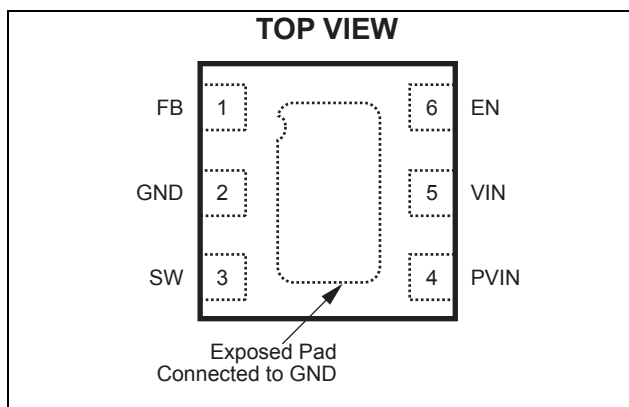 TOP VIEW
FB 1 6 EN
GND 2 5 VIN
SW 3 4 PVIN
Exposed Pad
Connected to GND